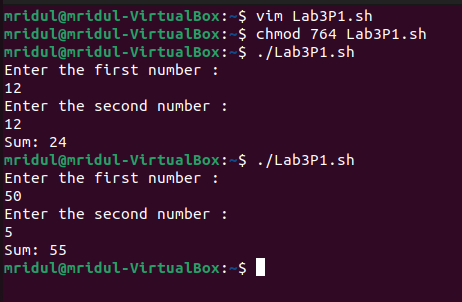 mridul@mridul-VirtualBox:~$ vim Lab3P1.sh
mridul@mridul-VirtualBox:~$ chmod 764 Lab3P1.sh
mridul@mridul-VirtualBox:~$ ./Lab3P1.sh
Enter the first number :
12
Enter the second number :
12
Sum: 24
mridul@mridul-VirtualBox:~$ ./Lab3P1.sh
Enter the first number :
50
Enter the second number :
5
Sum: 55
mridul@mridul-VirtualBox:~$